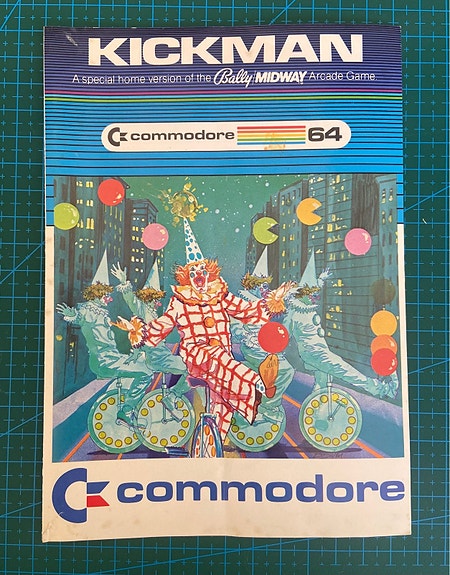 KICKMAN
A special home version of the Bally MIDWAY Arcade Game.
commodore 64
commodore